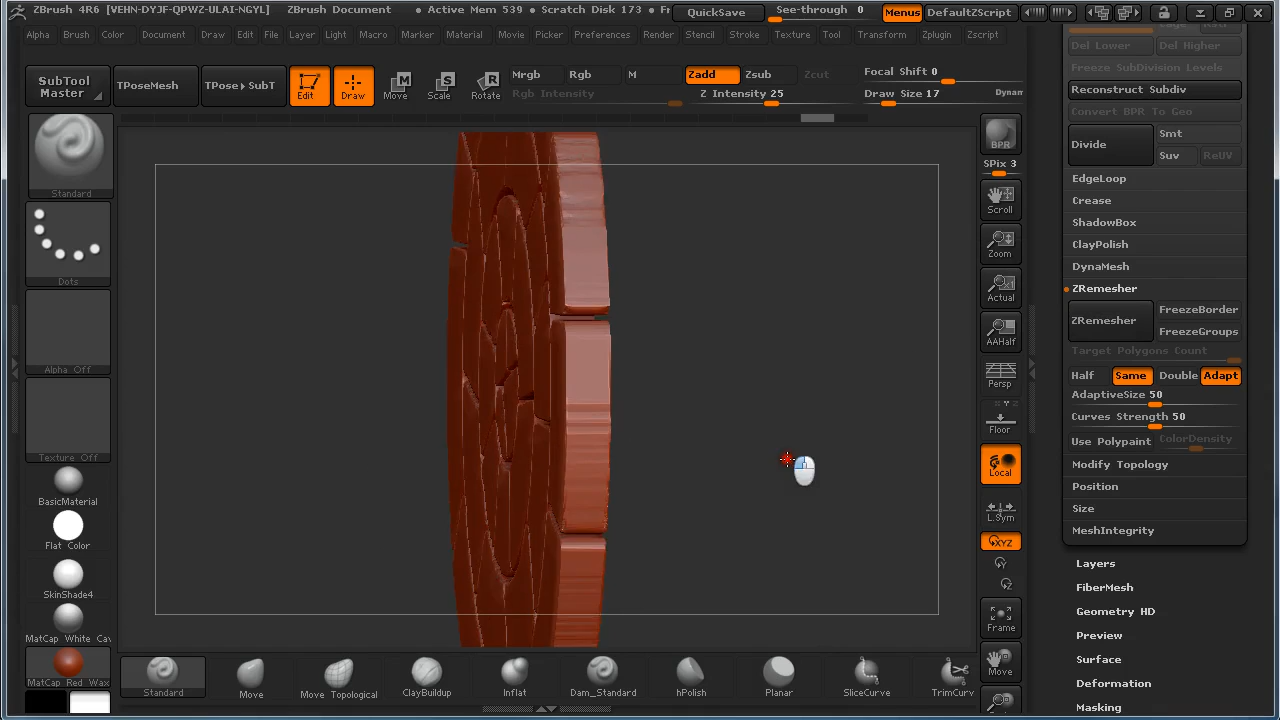 ZBrush 4R6 [VEHN-DYJF-QPWZ-ULAI-NGYL] ZBrush Document • Active Mem 539 • Scratch Disk 173 • Fr QuickSave See-through 0 Menus DefaultZScript
Alpha Brush Color Document Draw Edit File Layer Light Macro Marker Material Movie Picker Preferences Render Stencil Stroke Texture Tool Transform Zplugin Zscript
SubTool Master
TPoseMesh
TPose▸ SubT
Edit
Draw
Move
Scale
Rotate
Mrgb Rgb M
Rgb Intensity
Zadd Zsub Zcut
Z Intensity 25
Focal Shift 0
Draw Size 17 Dynam
Standard
Dots
Alpha Off
Texture Off
BasicMaterial
Flat Color
SkinShade4
MatCap White Cav
MatCap Red Wax
BPR
SPix 3
Scroll
Zoom
Actual
AAHalf
Persp
Floor
Local
L.Sym
XYZ
Frame
Move
Standard
Move
Move Topological
ClayBuildup
Inflat
Dam_Standard
hPolish
Planar
SliceCurve
TrimCurv
Del Lower Del Higher
Freeze SubDivision Levels
Reconstruct Subdiv
Convert BPR To Geo
Divide
Smt
Suv ReUV
EdgeLoop
Crease
ShadowBox
ClayPolish
DynaMesh
ZRemesher
ZRemesher
FreezeBorder
FreezeGroups
Target Polygons Count
Half Same Double Adapt
AdaptiveSize 50
Curves Strength 50
Use Polypaint ColorDensity
Modify Topology
Position
Size
MeshIntegrity
Layers
FiberMesh
Geometry HD
Preview
Surface
Deformation
Masking